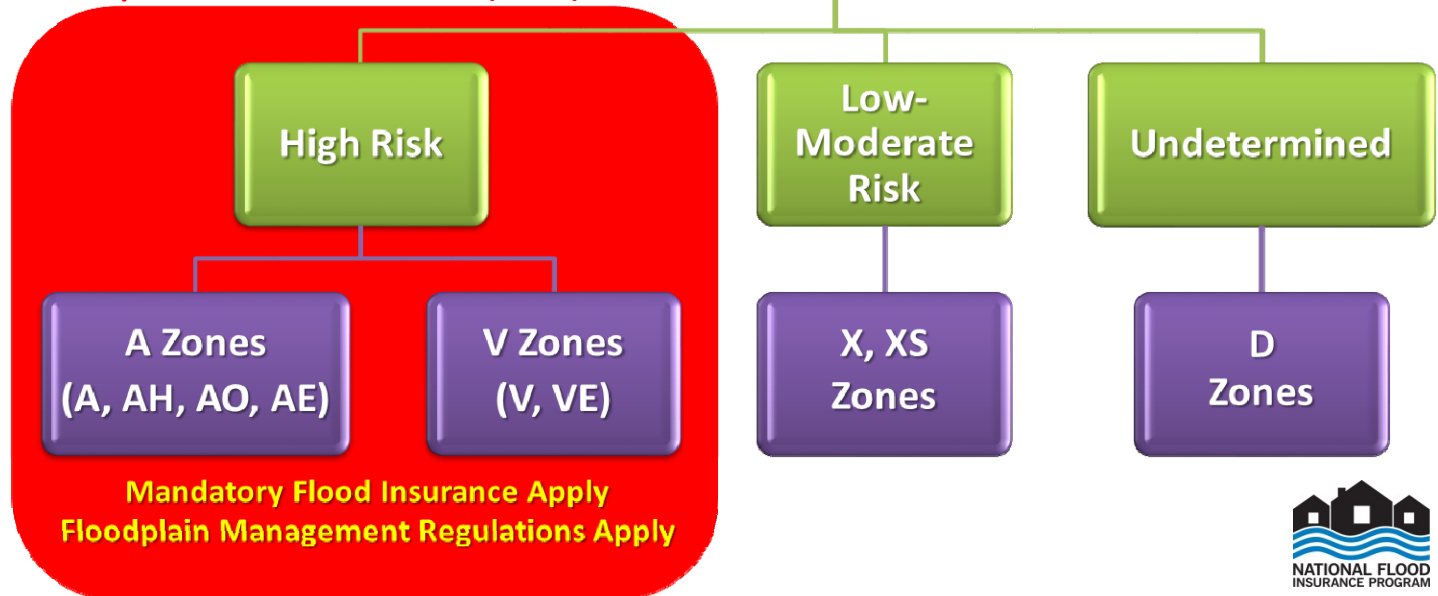 High Risk
Low-
Moderate
Risk
Undetermined
A Zones
(A, AH, AO, AE)
V Zones
(V, VE)
X, XS
Zones
D
Zones
Mandatory Flood Insurance Apply
Floodplain Management Regulations Apply
NATIONAL FLOOD
INSURANCE PROGRAM